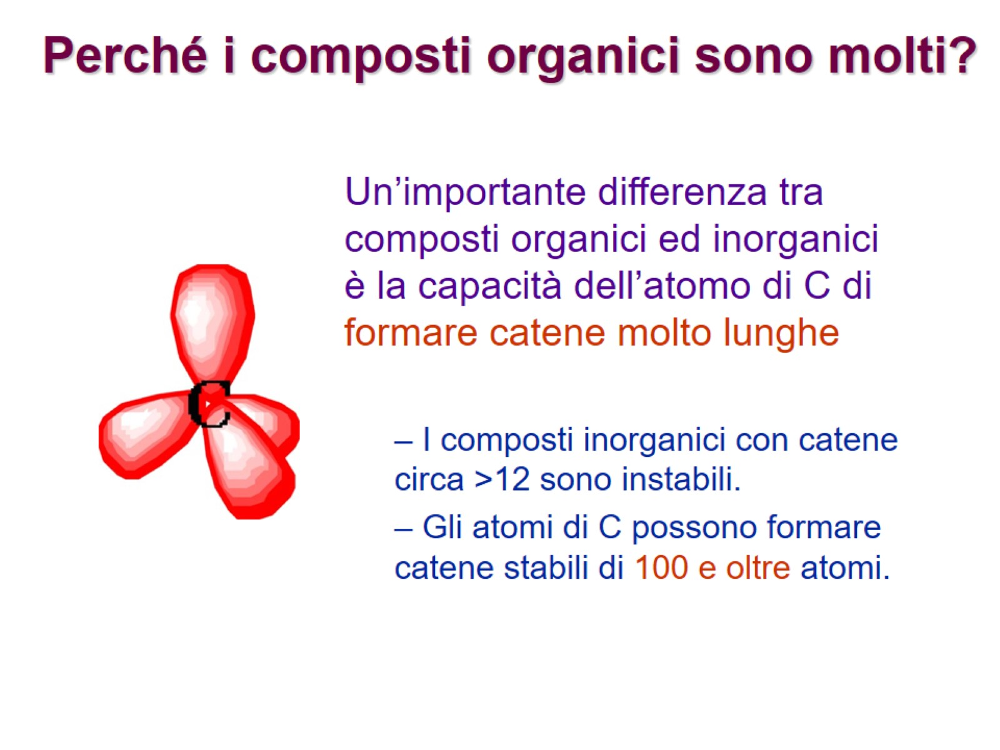 Perché i composti organici sono molti?
Un’importante differenza tra
composti organici ed inorganici
è la capacità dell’atomo di C di
formare catene molto lunghe
C
– I composti inorganici con catene
circa >12 sono instabili.
– Gli atomi di C possono formare
catene stabili di 100 e oltre atomi.